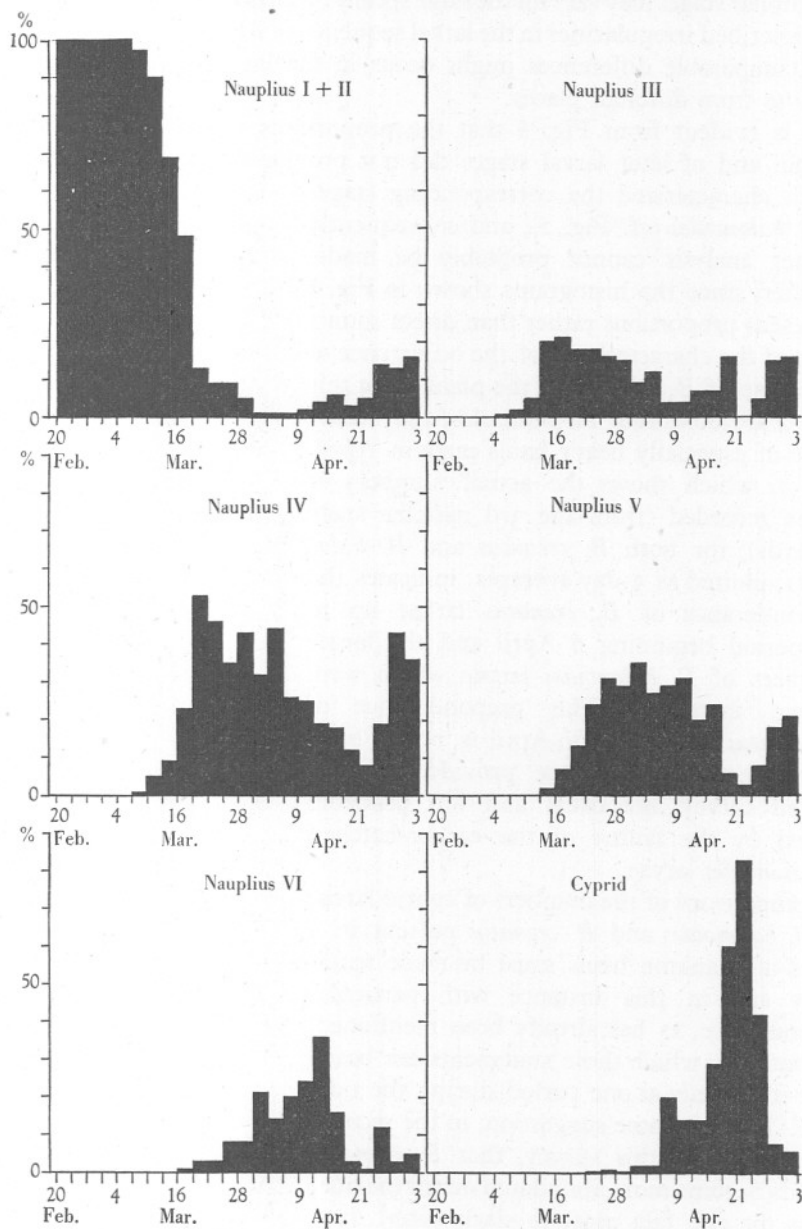 %
100
Nauplius I + II
Nauplius III
50
0
20 4 16 28 9 21 3
20 4 16 28 9 21 3
Feb. Mar. Apr.
Feb. Mar. Apr.
%
Nauplius IV
Nauplius V
50
0
20 4 16 28 9 21 3
20 4 16 28 9 21 3
Feb. Mar. Apr.
Feb. Mar. Apr.
%
Nauplius VI
Cyprid
50
0
20 4 16 28 9 21 3
20 4 16 28 9 21 3
Feb. Mar. Apr.
Feb. Mar. Apr.